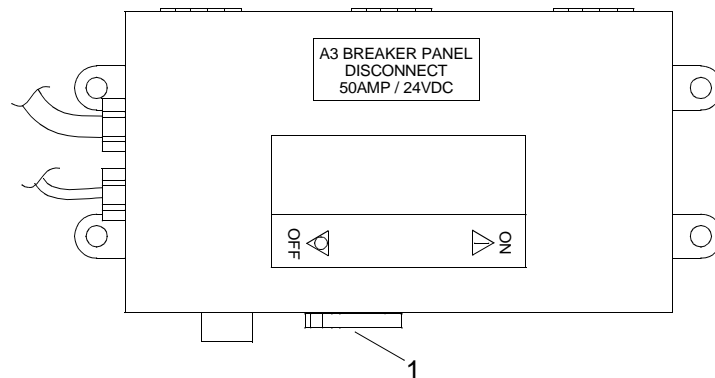 A3 BREAKER PANEL
DISCONNECT
50AMP / 24VDC
OFF
ON
1